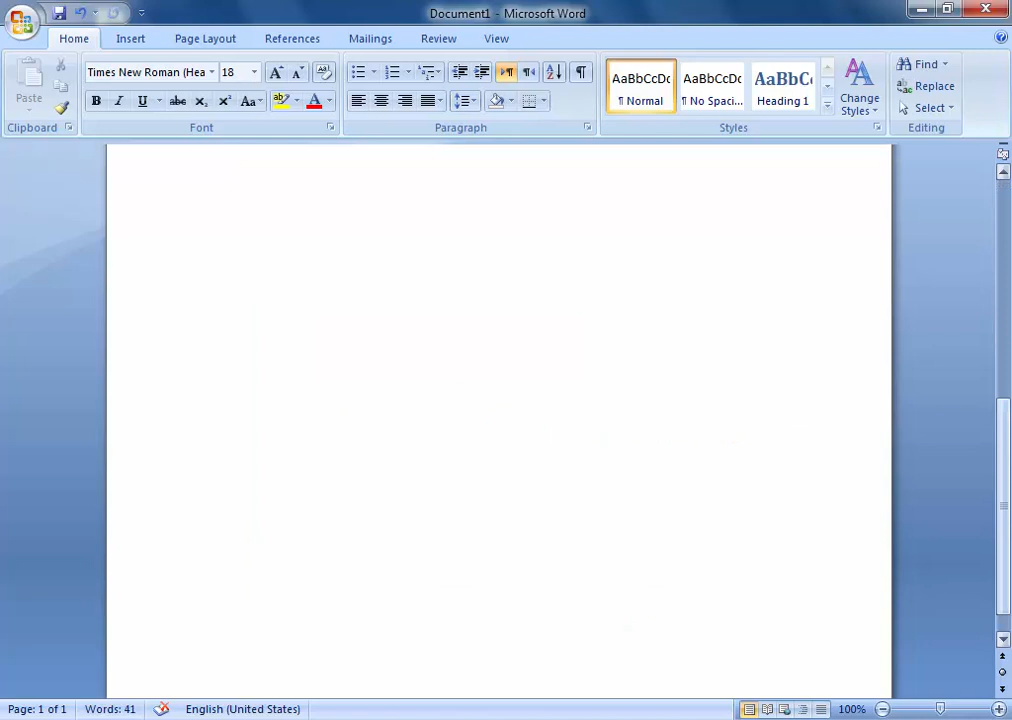 Document1 - Microsoft Word
Home Insert Page Layout References Mailings Review View
Paste
Clipboard
Times New Roman (Hea 18
B I U abc X₂ X² Aa ab A
Font
Paragraph
AaBbCcDc AaBbCcDc AaBbC
¶ Normal ¶ No Spaci... Heading 1
Change Styles
Styles
Find
Replace
Select
Editing
Page: 1 of 1 Words: 41 English (United States) 100%